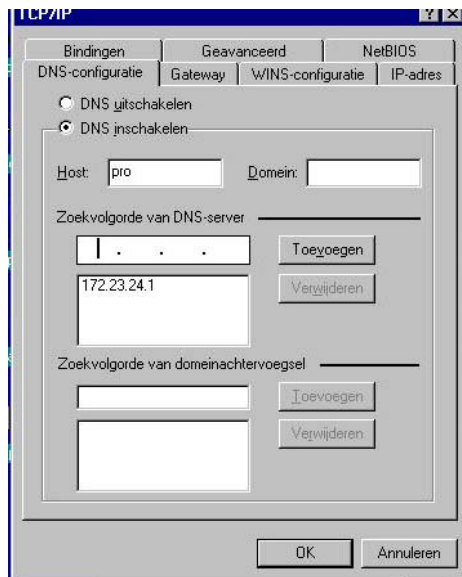 TCP/IP
? X
Bindingen Geavanceerd NetBIOS
DNS-configuratie Gateway WINS-configuratie IP-adres
DNS uitschakelen
DNS inschakelen
Host: pro Domein:
Zoekvolgorde van DNS-server
. . . Toevoegen
172.23.24.1 Verwijderen
Zoekvolgorde van domeinachtervoegsel
Toevoegen
Verwijderen
OK Annuleren